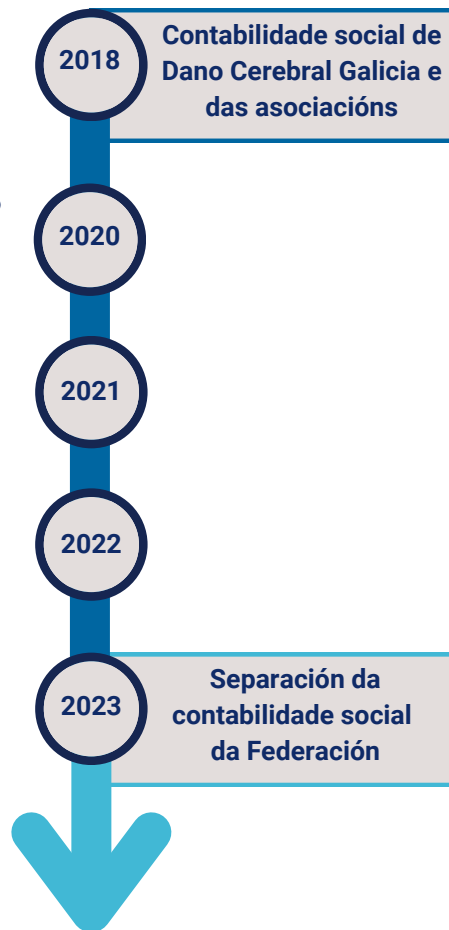 2018
Contabilidade social de
Dano Cerebral Galicia e
das asociacións
2020
2021
2022
2023
Separación da
contabilidade social
da Federación